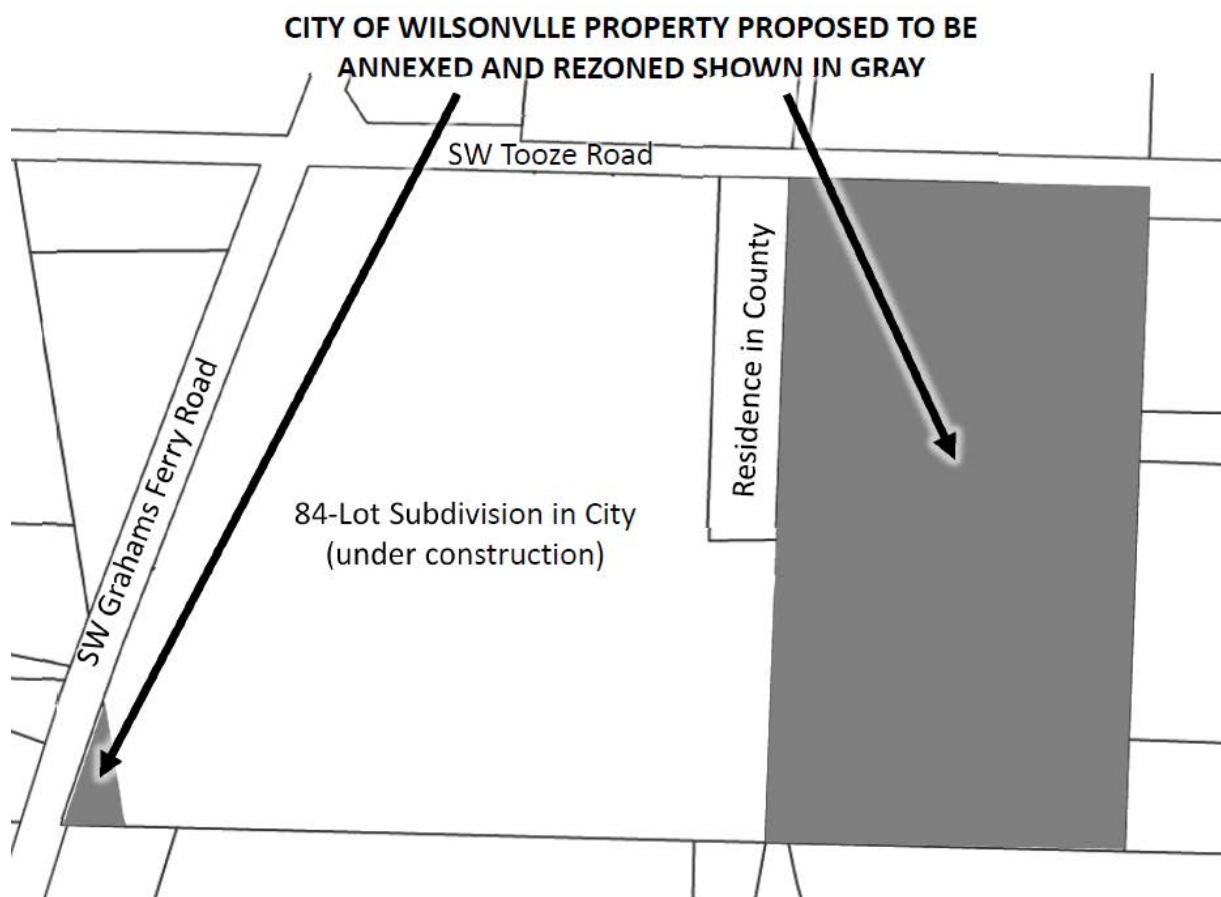 CITY OF WILSONVLLE PROPERTY PROPOSED TO BE
ANNEXED AND REZONED SHOWN IN GRAY
SW Tooze Road
Residence in County
SW Grahams Ferry Road
84-Lot Subdivision in City
(under construction)